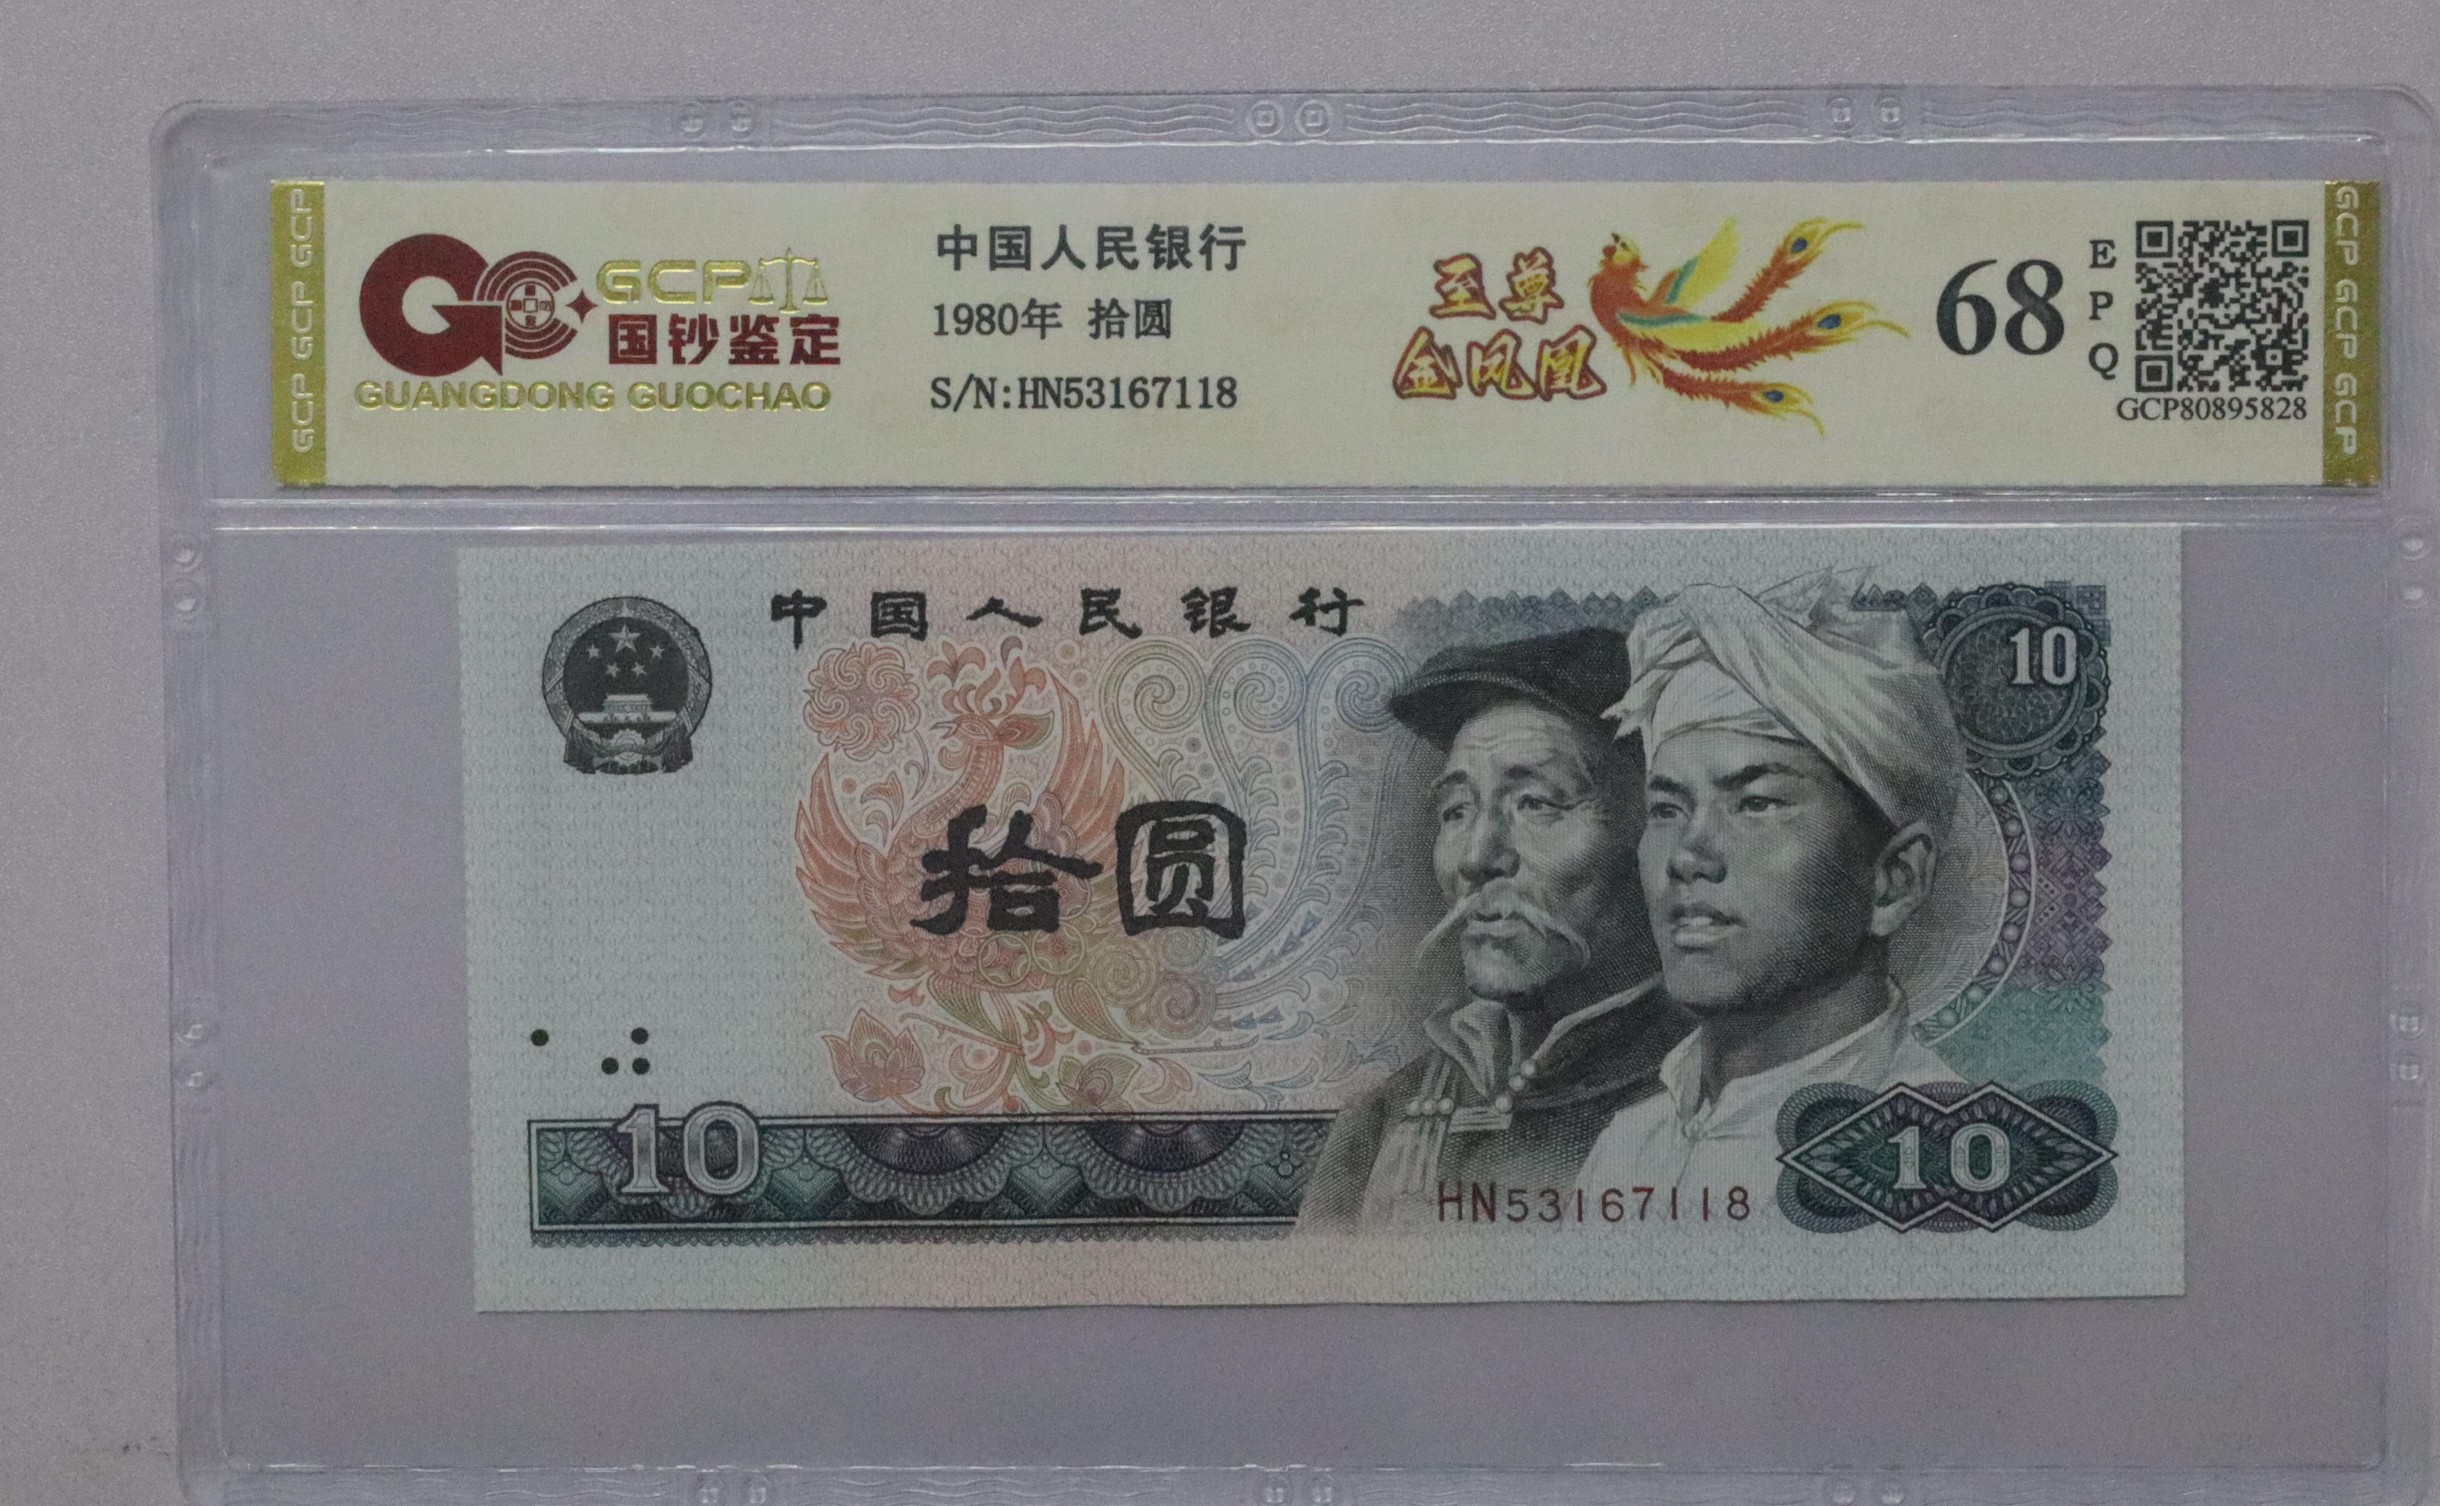 GCP GCP GCP
GCP
国钞鉴定
GUANGDONG GUOCHAO
中国人民银行
1980年 拾圆
S/N:HN53167118
至尊
金凤凰
68
EPQ
GCP80895828
GCP GCP GCP
中国人民银行
10
拾圆
10
HN53167118
10